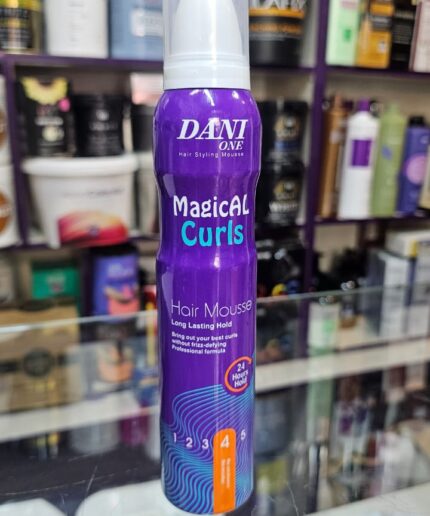 DANI
ONE
Hair Styling Mousse
MagicAL
Curls
Hair Mousse
Long Lasting Hold
Bring out your best curls
without frizz-defying
Professional formula
24
Hours
Hold
1 2 3 4 5